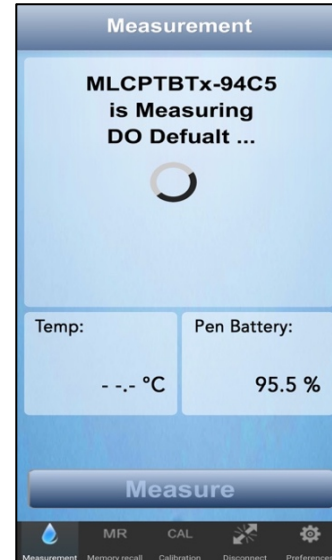 Measurement
MLCPTBTx-94C5
is Measuring
DO Defualt ...
Temp:
Pen Battery:
- -.- °C
95.5 %
Measure
MR
CAL
Measurement
Memory recall
Calibration
Disconnect
Preferences